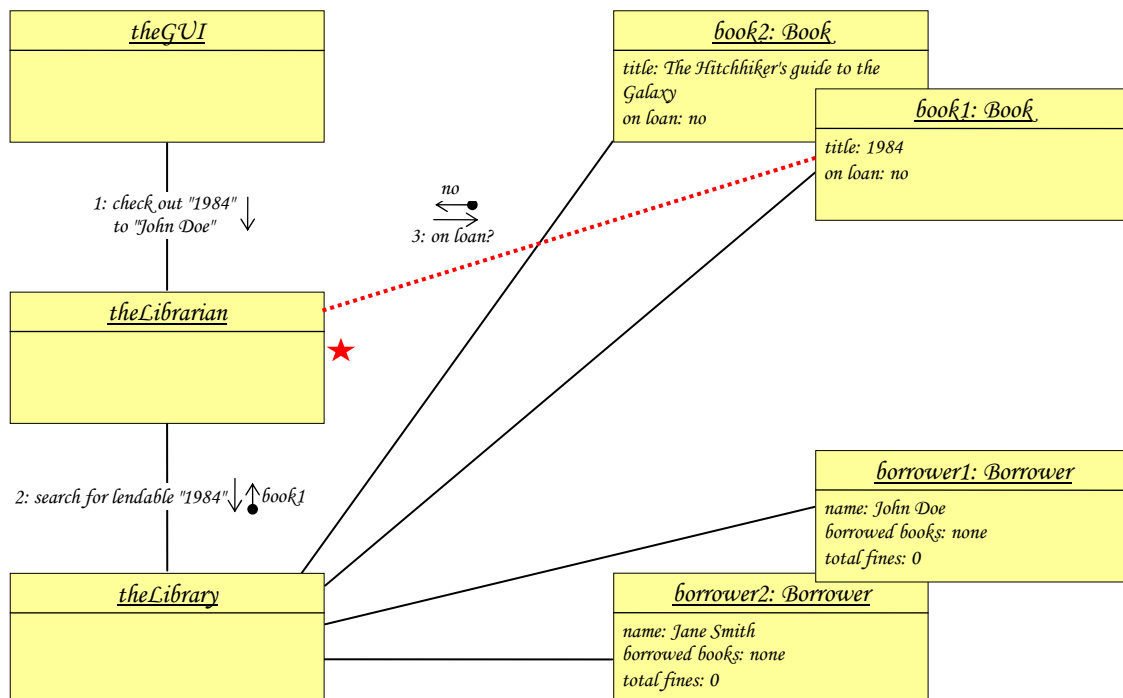 theGUI
book2: Book
title: The Hitchhiker's guide to the
Galaxy
on loan: no
book1: Book
title: 1984
on loan: no
1: check out "1984"
to "John Doe"
no
3: on loan?
theLibrarian
2: search for lendable "1984"
book1
borrower1: Borrower
name: John Doe
borrowed books: none
total fines: 0
theLibrary
borrower2: Borrower
name: Jane Smith
borrowed books: none
total fines: 0